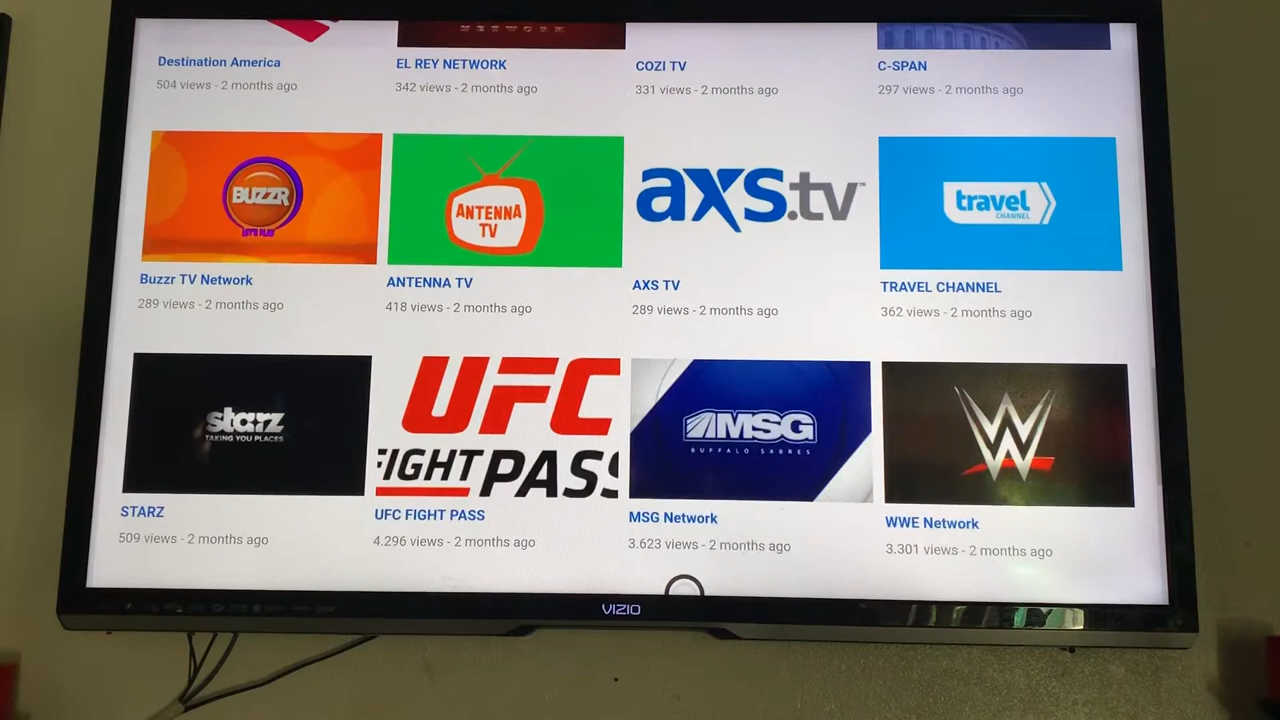 NETWORK
Destination America
EL REY NETWORK
COZI TV
C-SPAN
504 views - 2 months ago
342 views - 2 months ago
331 views - 2 months ago
297 views - 2 months ago
BUZZR
LET'S PLAY
ANTENNA
TV
axs.tv™
travel
CHANNEL
Buzzr TV Network
ANTENNA TV
AXS TV
TRAVEL CHANNEL
289 views - 2 months ago
418 views - 2 months ago
289 views - 2 months ago
362 views - 2 months ago
starz
TAKING YOU PLACES
UFC
FIGHT PASS
MSG
BUFFALO SABRES
W
STARZ
UFC FIGHT PASS
MSG Network
WWE Network
509 views - 2 months ago
4.296 views - 2 months ago
3.623 views - 2 months ago
3.301 views - 2 months ago
VIZIO